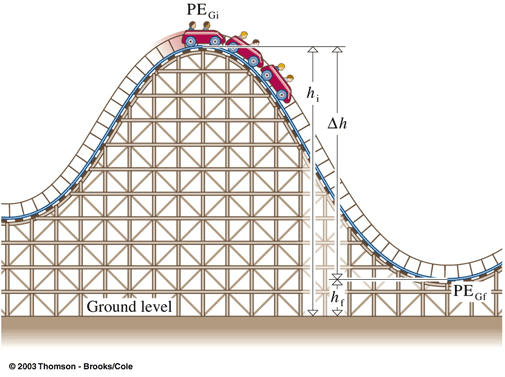 PE_Gi
h_i
Δh
h_f
PE_Gf
Ground level
© 2003 Thomson - Brooks/Cole